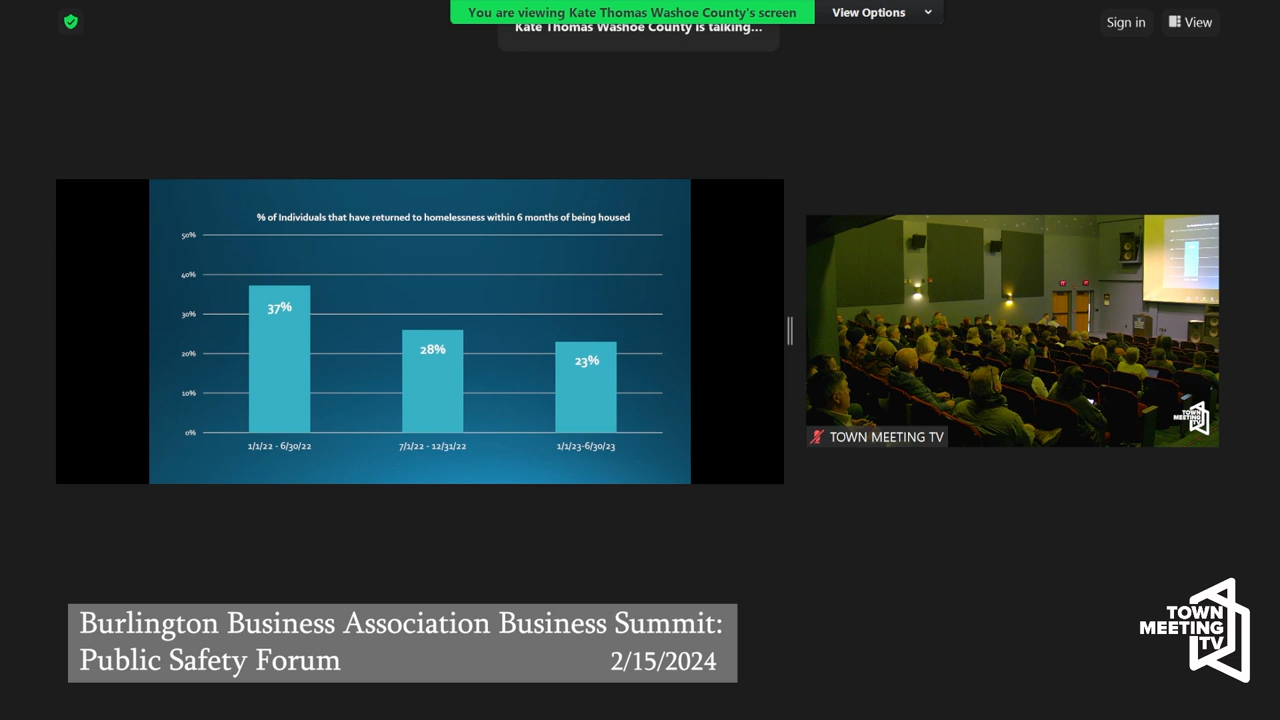 You are viewing Kate Thomas Washoe County's screen
View Options
Kate Thomas Washoe County is talking...
Sign in
View
% of Individuals that have returned to homelessness within 6 months of being housed
50%
40%
30%
20%
10%
0%
37%
28%
23%
1/1/22 - 6/30/22
7/1/22 - 12/31/22
1/1/23-6/30/23
TOWN
MEETING
TV
TOWN MEETING TV
Burlington Business Association Business Summit:
Public Safety Forum 2/15/2024
TOWN
MEETING
TV